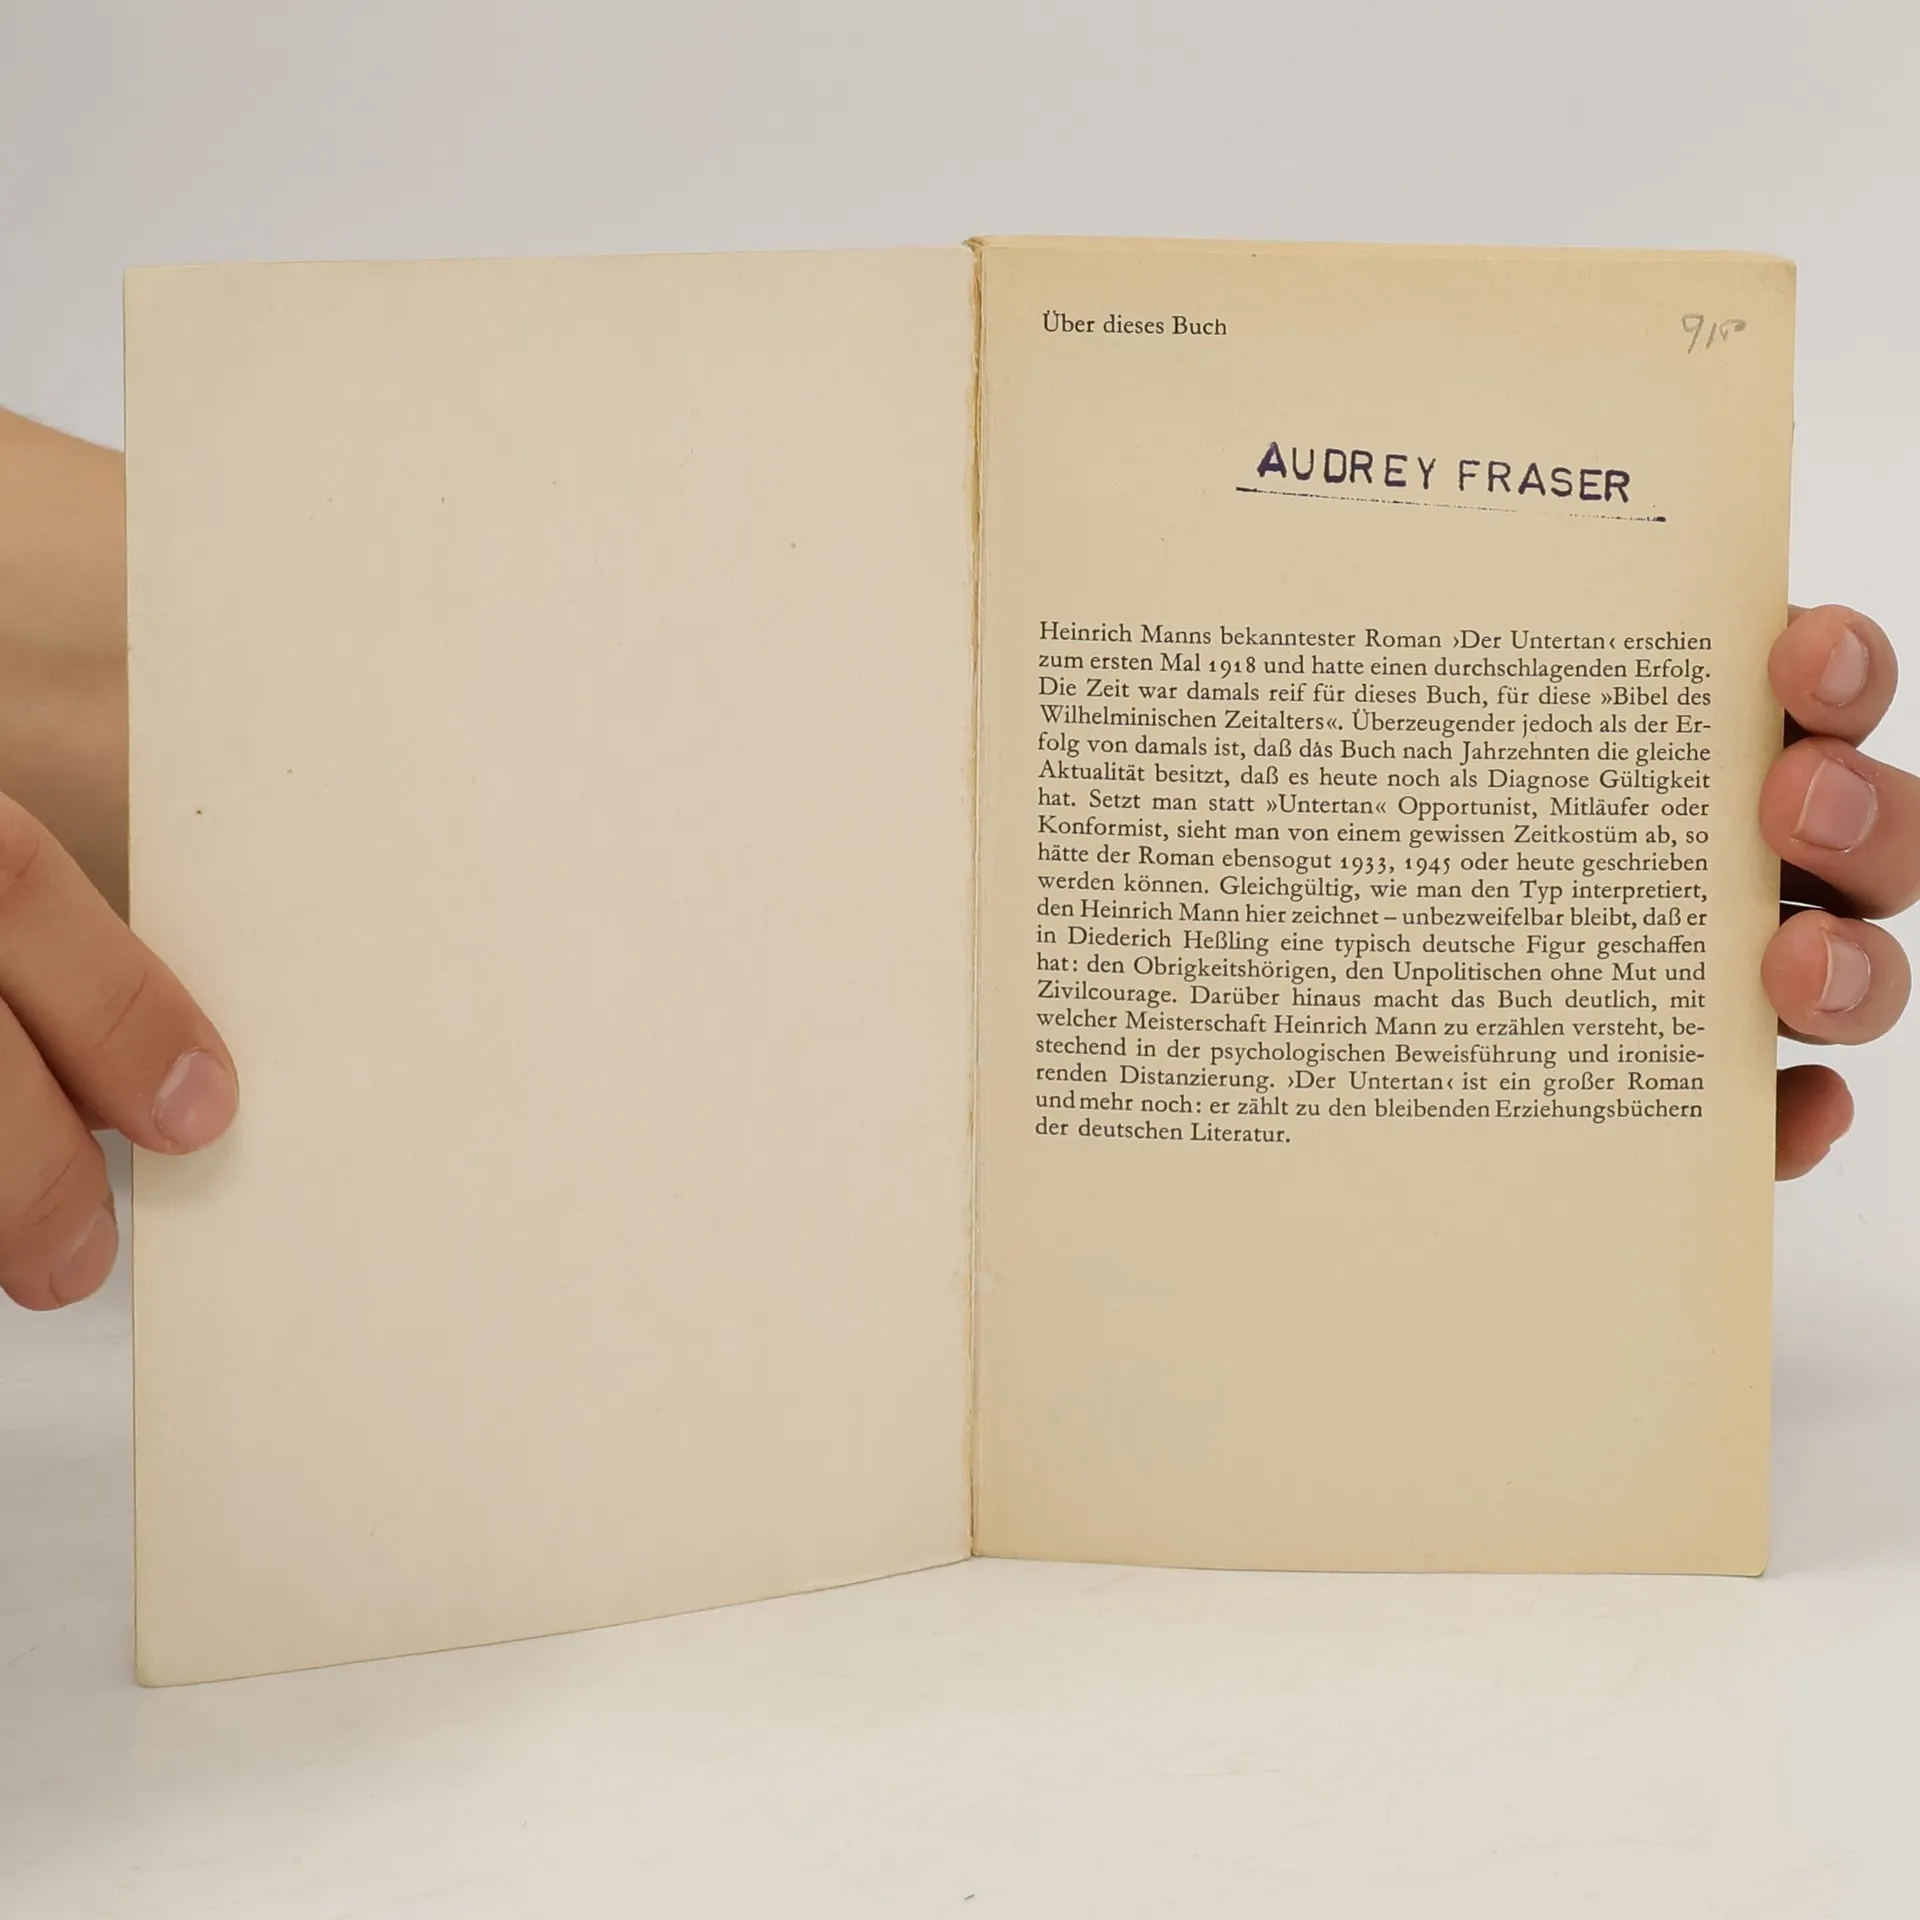 Über dieses Buch
AUDREY FRASER
Heinrich Manns bekanntester Roman ›Der Untertan‹ erschien
zum ersten Mal 1918 und hatte einen durchschlagenden Erfolg.
Die Zeit war damals reif für dieses Buch, für diese »Bibel des
Wilhelminischen Zeitalters«. Überzeugender jedoch als der Er-
folg von damals ist, daß das Buch nach Jahrzehnten die gleiche
Aktualität besitzt, daß es heute noch als Diagnose Gültigkeit
hat. Setzt man statt »Untertan« Opportunist, Mitläufer oder
Konformist, sieht man von einem gewissen Zeitkostüm ab, so
hätte der Roman ebensogut 1933, 1945 oder heute geschrieben
werden können. Gleichgültig, wie man den Typ interpretiert,
den Heinrich Mann hier zeichnet – unbezweifelbar bleibt, daß er
in Diederich Heßling eine typisch deutsche Figur geschaffen
hat: den Obrigkeitshörigen, den Unpolitischen ohne Mut und
Zivilcourage. Darüber hinaus macht das Buch deutlich, mit
welcher Meisterschaft Heinrich Mann zu erzählen versteht, be-
stechend in der psychologischen Beweisführung und ironisie-
renden Distanzierung. ›Der Untertan‹ ist ein großer Roman
und mehr noch: er zählt zu den bleibenden Erziehungsbüchern
der deutschen Literatur.